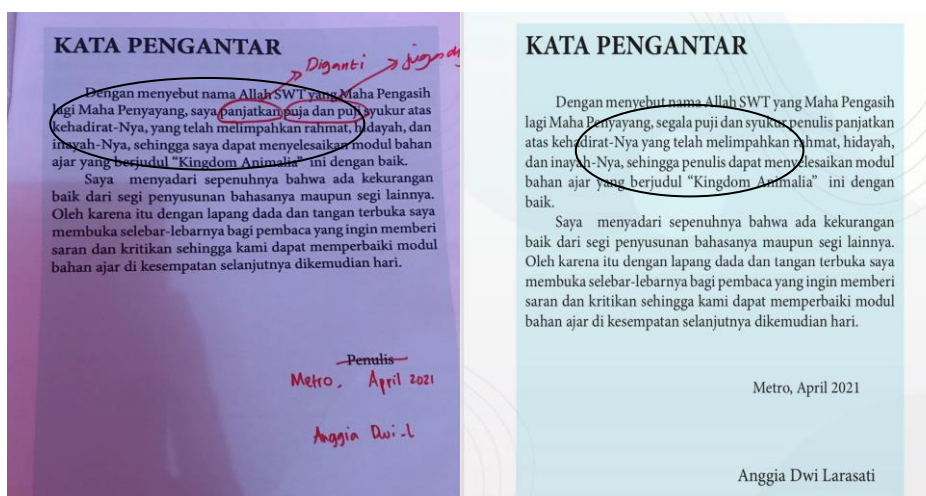 KATA PENGANTAR
Diganti
Dengan menyebut nama Allah SWT yang Maha Pengasih
lagi Maha Penyayang, saya panjatkan puja dan puji syukur atas
kehadirat-Nya, yang telah melimpahkan rahmat, hidayah, dan
inayah-Nya, sehingga saya dapat menyelesaikan modul bahan
ajar yang berjudul “Kingdom Animalia” ini dengan baik.
Saya menyadari sepenuhnya bahwa ada kekurangan
baik dari segi penyusunan bahasanya maupun segi lainnya.
Oleh karena itu dengan lapang dada dan tangan terbuka saya
membuka selebar-lebarnya bagi pembaca yang ingin memberi
saran dan kritikan sehingga kami dapat memperbaiki modul
bahan ajar di kesempatan selanjutnya dikemudian hari.
Penulis
Metro, April 2021
Anggia Dwi.L
KATA PENGANTAR
Dengan menyebut nama Allah SWT yang Maha Pengasih
lagi Maha Penyayang, segala puji dan syukur penulis panjatkan
atas kehadirat-Nya yang telah melimpahkan rahmat, hidayah,
dan inayah-Nya, sehingga penulis dapat menyelesaikan modul
bahan ajar yang berjudul “Kingdom Animalia” ini dengan
baik.
Saya menyadari sepenuhnya bahwa ada kekurangan
baik dari segi penyusunan bahasanya maupun segi lainnya.
Oleh karena itu dengan lapang dada dan tangan terbuka saya
membuka selebar-lebarnya bagi pembaca yang ingin memberi
saran dan kritikan sehingga kami dapat memperbaiki modul
bahan ajar di kesempatan selanjutnya dikemudian hari.
Metro, April 2021
Anggia Dwi Larasati